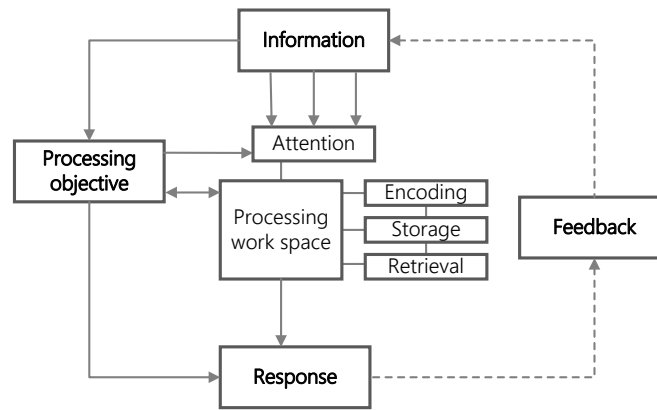 Information
Attention
Processing
objective
Processing
work space
Encoding
Storage
Retrieval
Feedback
Response